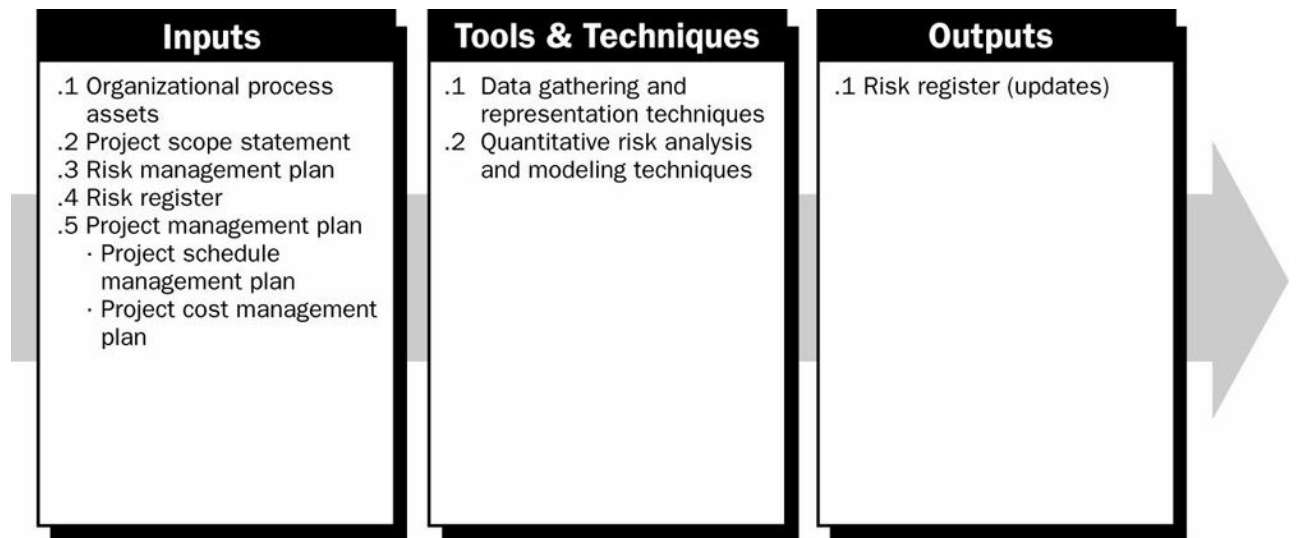 Inputs
.1 Organizational process
assets
.2 Project scope statement
.3 Risk management plan
.4 Risk register
.5 Project management plan
· Project schedule
management plan
· Project cost management
plan
Tools & Techniques
.1 Data gathering and
representation techniques
.2 Quantitative risk analysis
and modeling techniques
Outputs
.1 Risk register (updates)